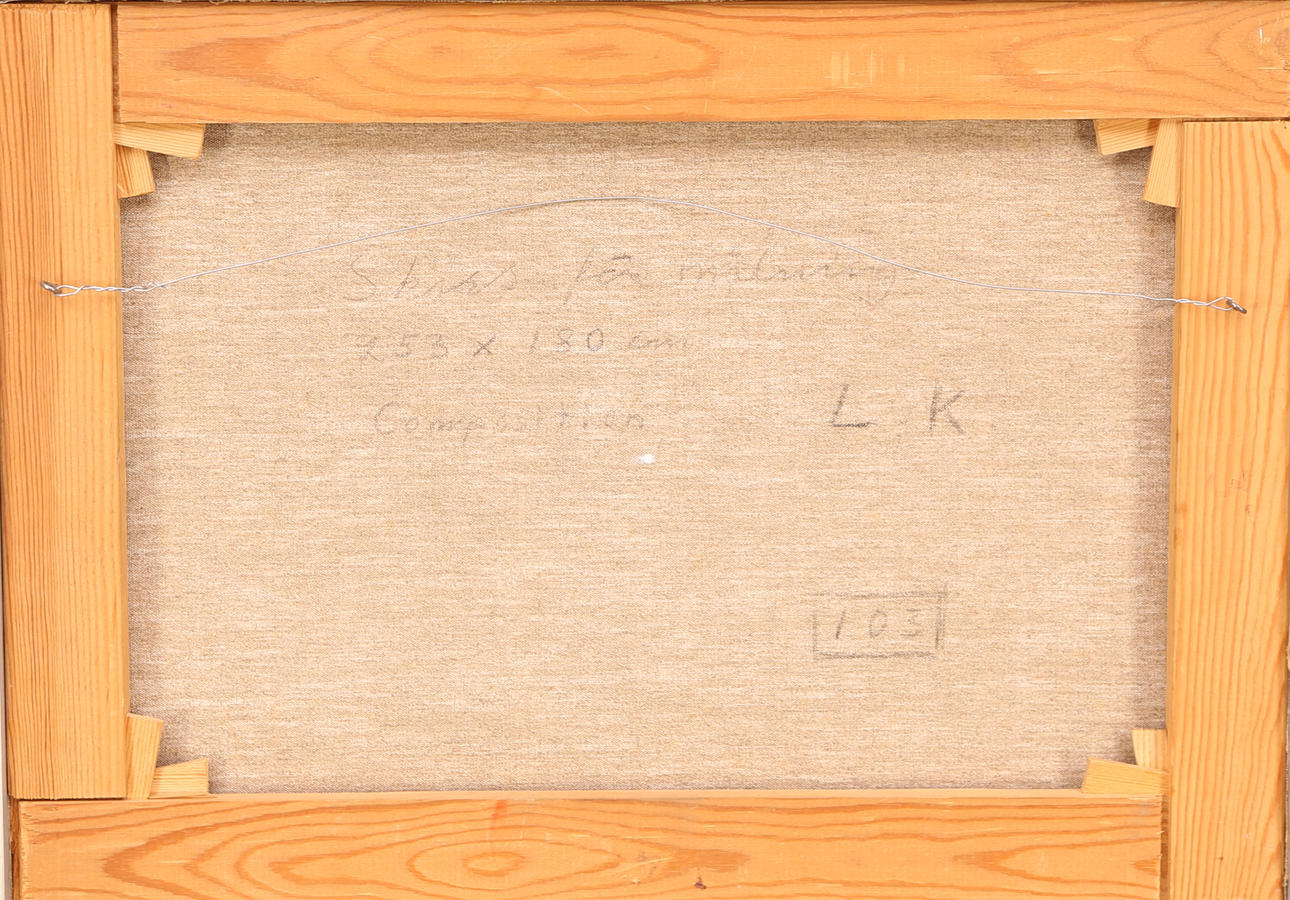 Skiss för målning
253 x 180 cm
Composition
L. K.
103